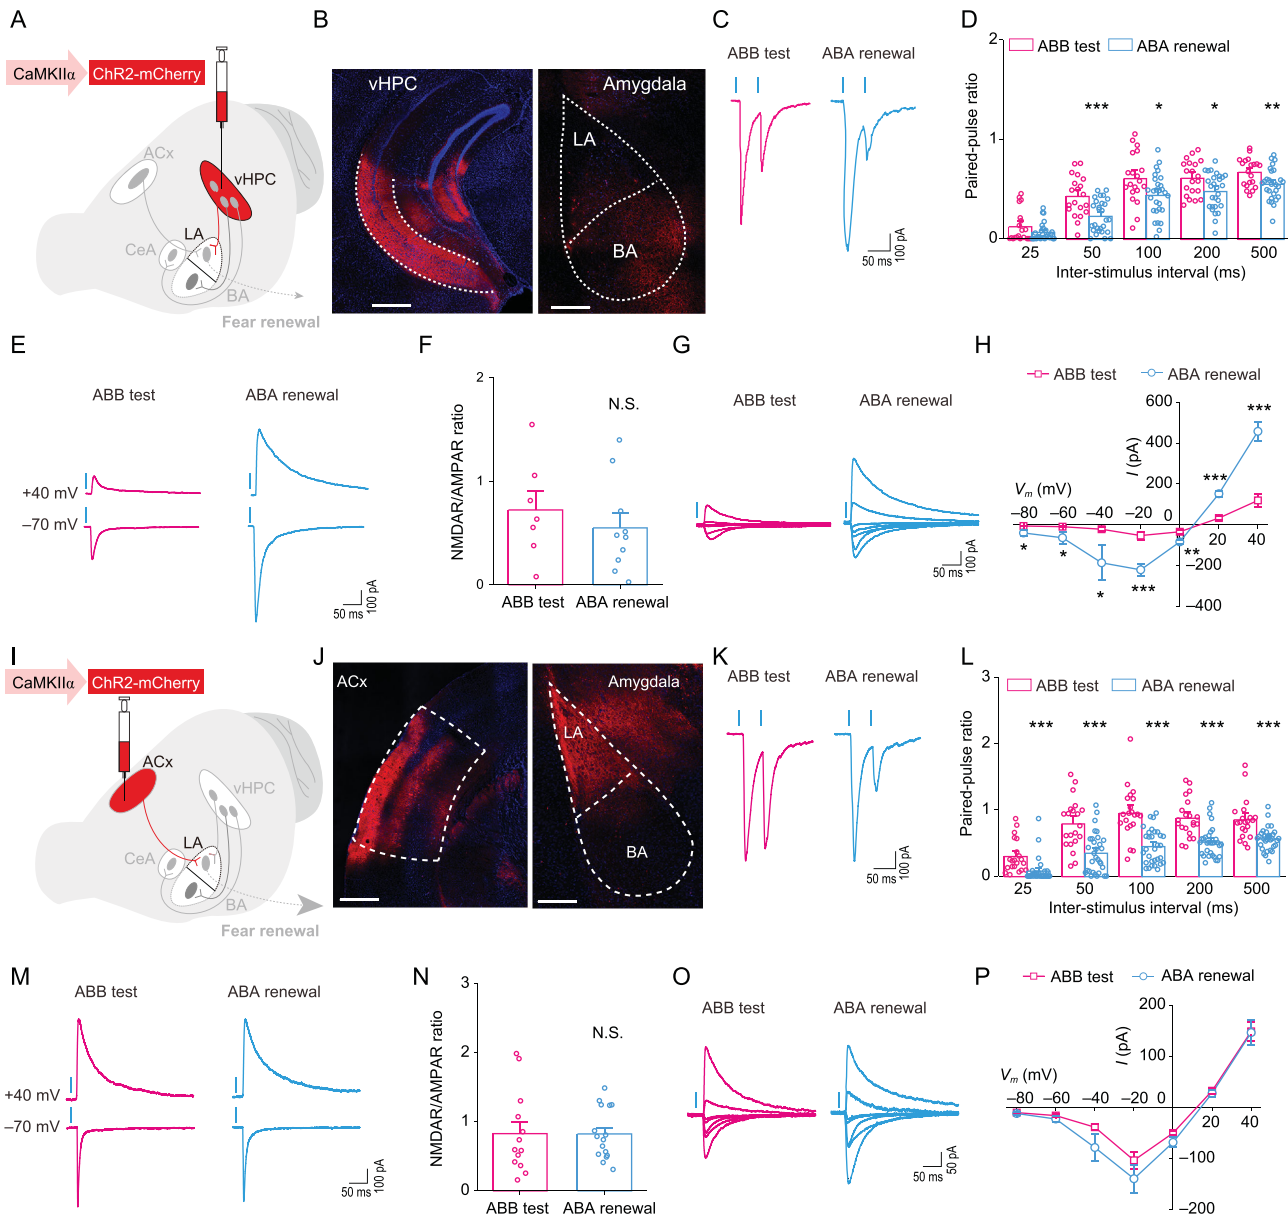 A
CaMKIIα
ChR2-mCherry
ACx
vHPC
LA
CeA
BA
Fear renewal
B
vHPC
Amygdala
LA
BA
C
ABB test
ABA renewal
50 ms
100 pA
D
ABB test
ABA renewal
Paired-pulse ratio
2
1
0
***
*
*
**
25
50
100
200
500
Inter-stimulus interval (ms)
E
ABB test
ABA renewal
+40 mV
–70 mV
50 ms
100 pA
F
NMDAR/AMPAR ratio
2
1
0
N.S.
ABB test
ABA renewal
G
ABB test
ABA renewal
50 ms
100 pA
H
ABB test
ABA renewal
I (pA)
600
400
200
0
–200
–400
Vm (mV)
–80
–60
–40
–20
20
40
*
*
*
***
**
***
***
I
CaMKIIα
ChR2-mCherry
ACx
vHPC
LA
CeA
BA
Fear renewal
J
ACx
Amygdala
LA
BA
K
ABB test
ABA renewal
50 ms
100 pA
L
ABB test
ABA renewal
Paired-pulse ratio
3
2
1
0
***
***
***
***
***
25
50
100
200
500
Inter-stimulus interval (ms)
M
ABB test
ABA renewal
+40 mV
–70 mV
50 ms
100 pA
N
NMDAR/AMPAR ratio
3
2
1
0
N.S.
ABB test
ABA renewal
O
ABB test
ABA renewal
50 ms
50 pA
P
ABB test
ABA renewal
I (pA)
200
100
0
–100
–200
Vm (mV)
–80
–60
–40
–20
20
40